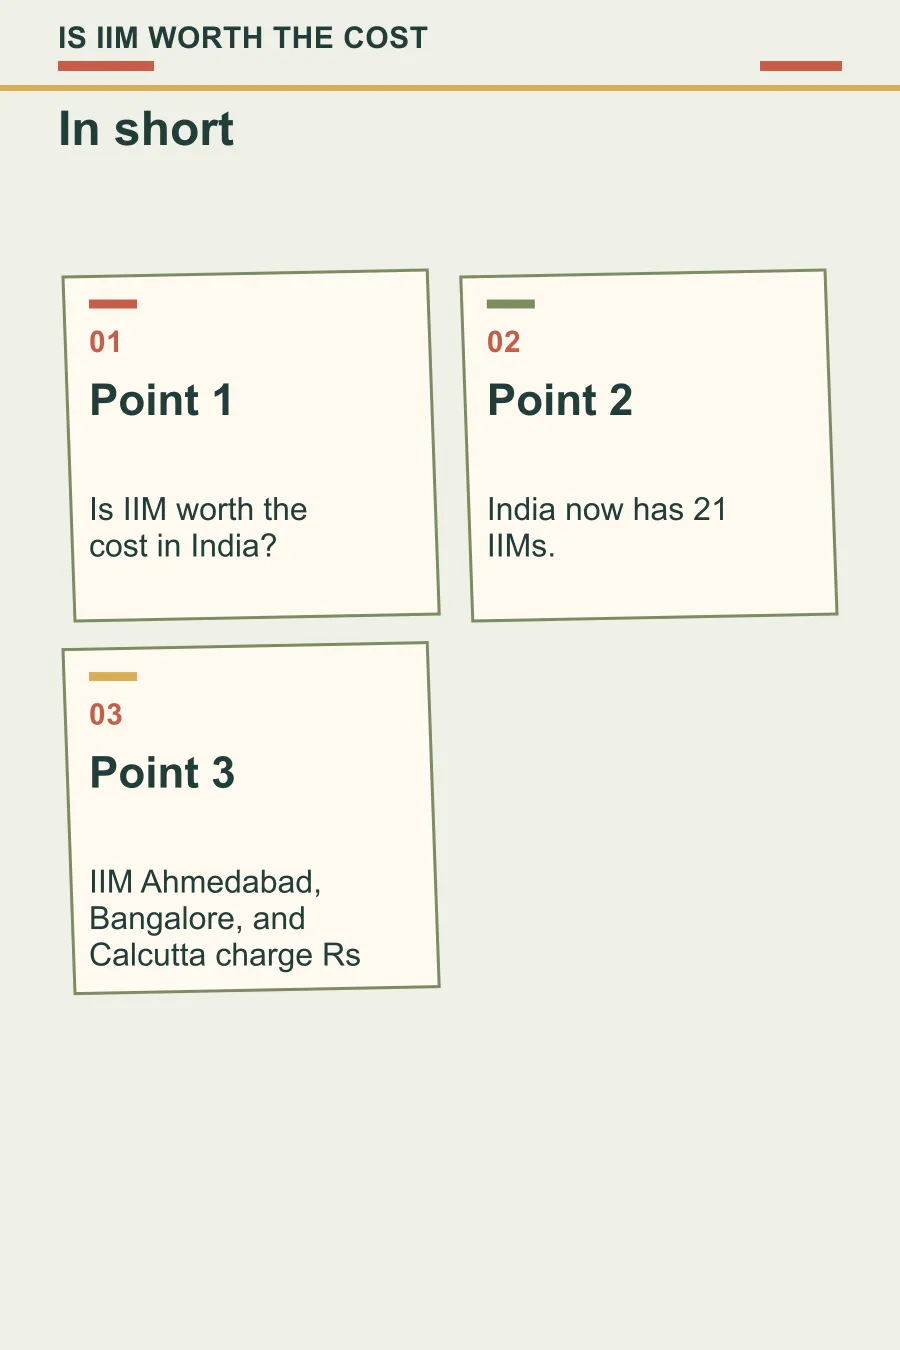 IS IIM WORTH THE COST
In short
01
Point 1
Is IIM worth the
cost in India?
02
Point 2
India now has 21
IIMs.
03
Point 3
IIM Ahmedabad,
Bangalore, and
Calcutta charge Rs